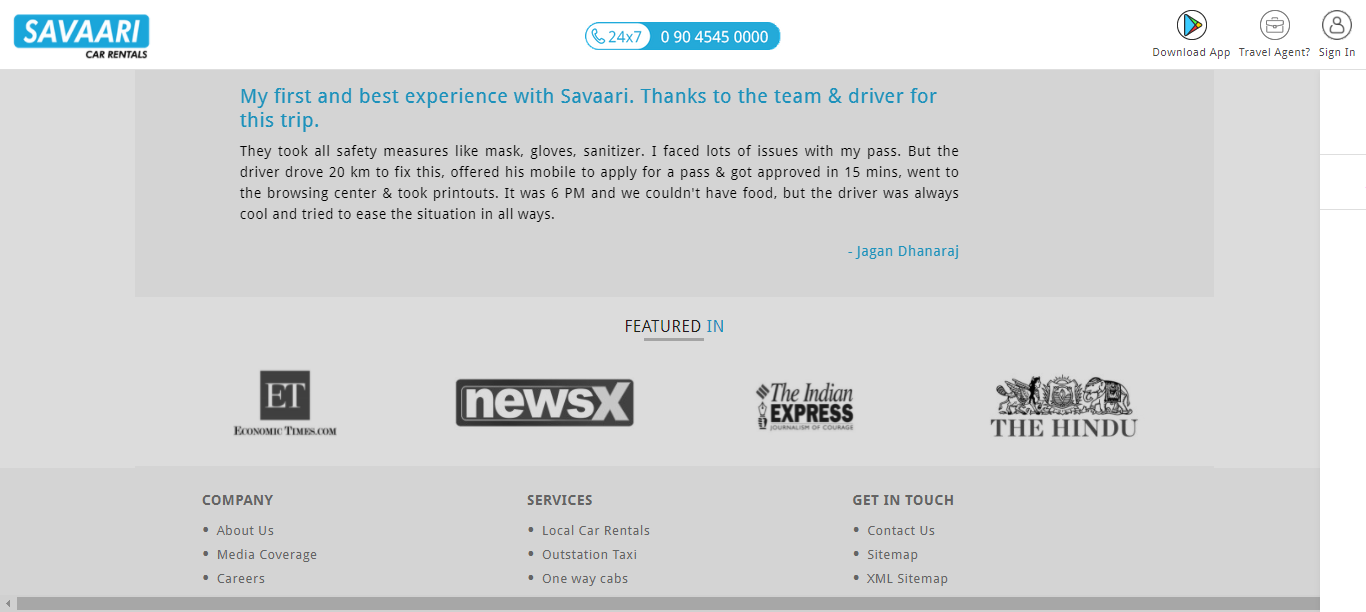 SAVAARI
CAR RENTALS
24x7 0 90 4545 0000
Download App
Travel Agent?
Sign In
My first and best experience with Savaari. Thanks to the team & driver for
this trip.
They took all safety measures like mask, gloves, sanitizer. I faced lots of issues with my pass. But the
driver drove 20 km to fix this, offered his mobile to apply for a pass & got approved in 15 mins, went to
the browsing center & took printouts. It was 6 PM and we couldn't have food, but the driver was always
cool and tried to ease the situation in all ways.
- Jagan Dhanaraj
FEATURED IN
ET
ECONOMIC TIMES.COM
newsX
The Indian
EXPRESS
JOURNALISM OF COURAGE
THE HINDU
COMPANY
About Us
Media Coverage
Careers
SERVICES
Local Car Rentals
Outstation Taxi
One way cabs
GET IN TOUCH
Contact Us
Sitemap
XML Sitemap